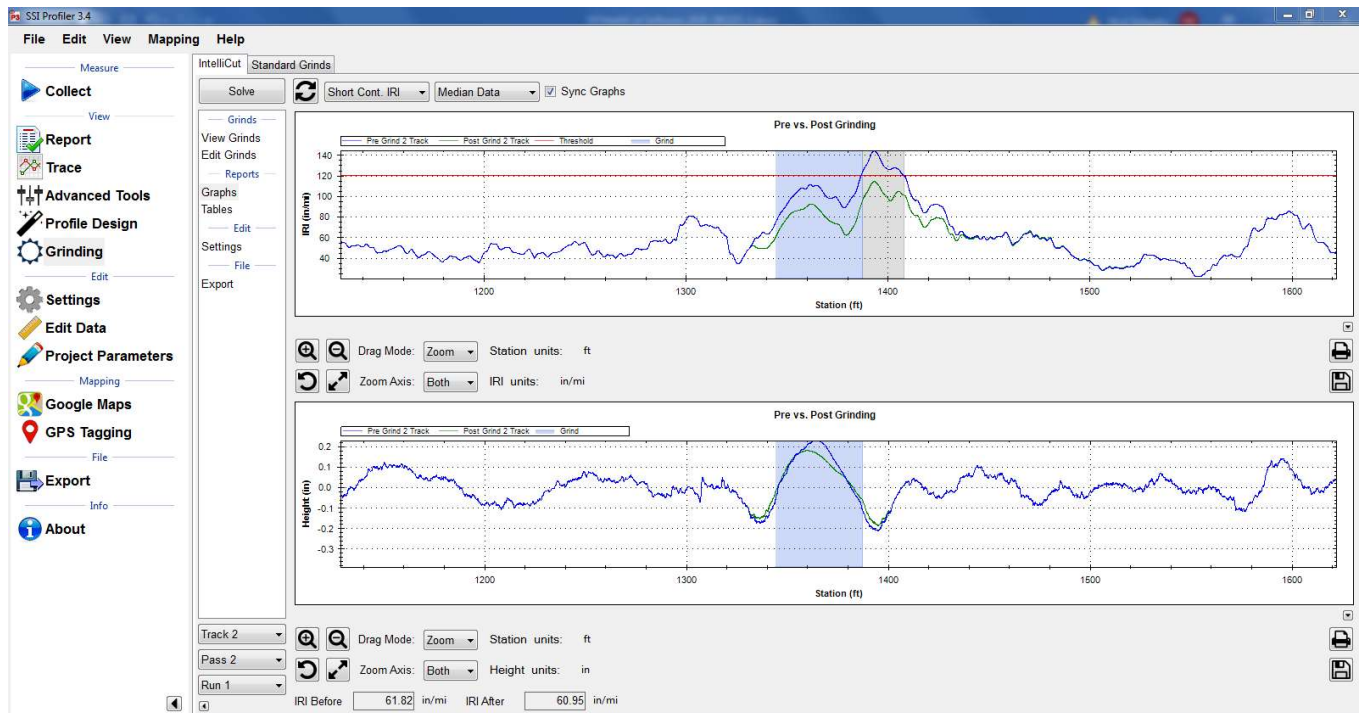 SSI Profiler 3.4
File Edit View Mapping Help
Measure
Collect
View
Report
Trace
Advanced Tools
Profile Design
Grinding
Edit
Settings
Edit Data
Project Parameters
Mapping
Google Maps
GPS Tagging
File
Export
Info
About
IntelliCut Standard Grinds
Solve
Grinds
View Grinds
Edit Grinds
Reports
Graphs
Tables
Edit
Settings
File
Export
Track 2
Pass 2
Run 1
Short Cont. IRI Median Data Sync Graphs
Pre vs. Post Grinding
Pre Grind 2 Track Post Grind 2 Track Threshold Grind
IRI (in/mi)
140
120
100
80
60
40
1200 1300 1400 1500 1600
Station (ft)
Drag Mode: Zoom Station units: ft
Zoom Axis: Both IRI units: in/mi
Pre vs. Post Grinding
Pre Grind 2 Track Post Grind 2 Track Grind
Height (in)
0.2
0.1
0.0
-0.1
-0.2
-0.3
1200 1300 1400 1500 1600
Station (ft)
Drag Mode: Zoom Station units: ft
Zoom Axis: Both Height units: in
IRI Before 61.82 in/mi IRI After 60.95 in/mi